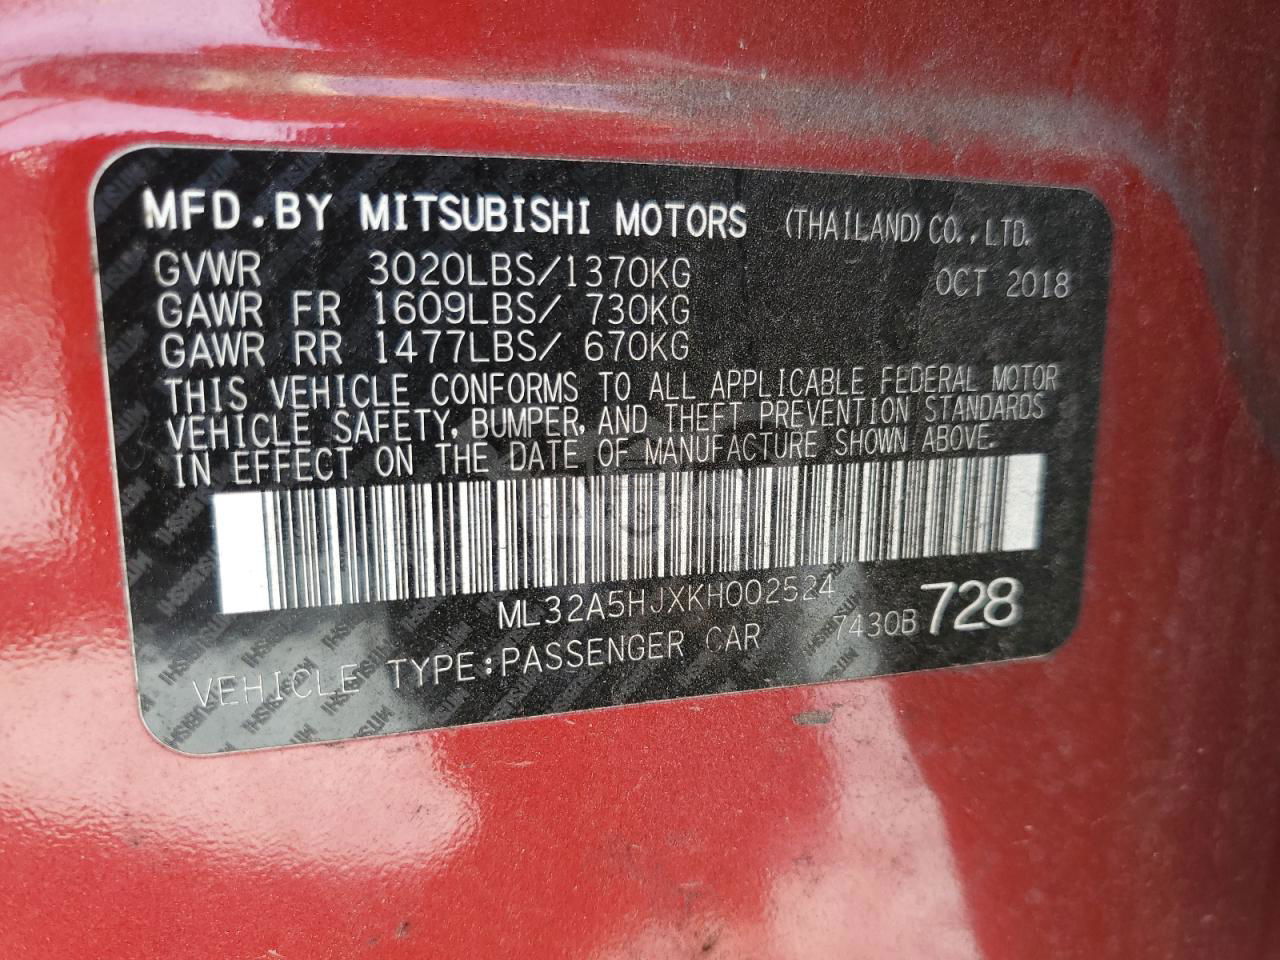 MFD.BY MITSUBISHI MOTORS (THAILAND) CO.,LTD.
GVWR 3020LBS/1370KG OCT 2018
GAWR FR 1609LBS/ 730KG
GAWR RR 1477LBS/ 670KG
THIS VEHICLE CONFORMS TO ALL APPLICABLE FEDERAL MOTOR
VEHICLE SAFETY, BUMPER, AND THEFT PREVENTION STANDARDS
IN EFFECT ON THE DATE OF MANUFACTURE SHOWN ABOVE.
ML32A5HJXKH002524
VEHICLE TYPE:PASSENGER CAR 7430B 728